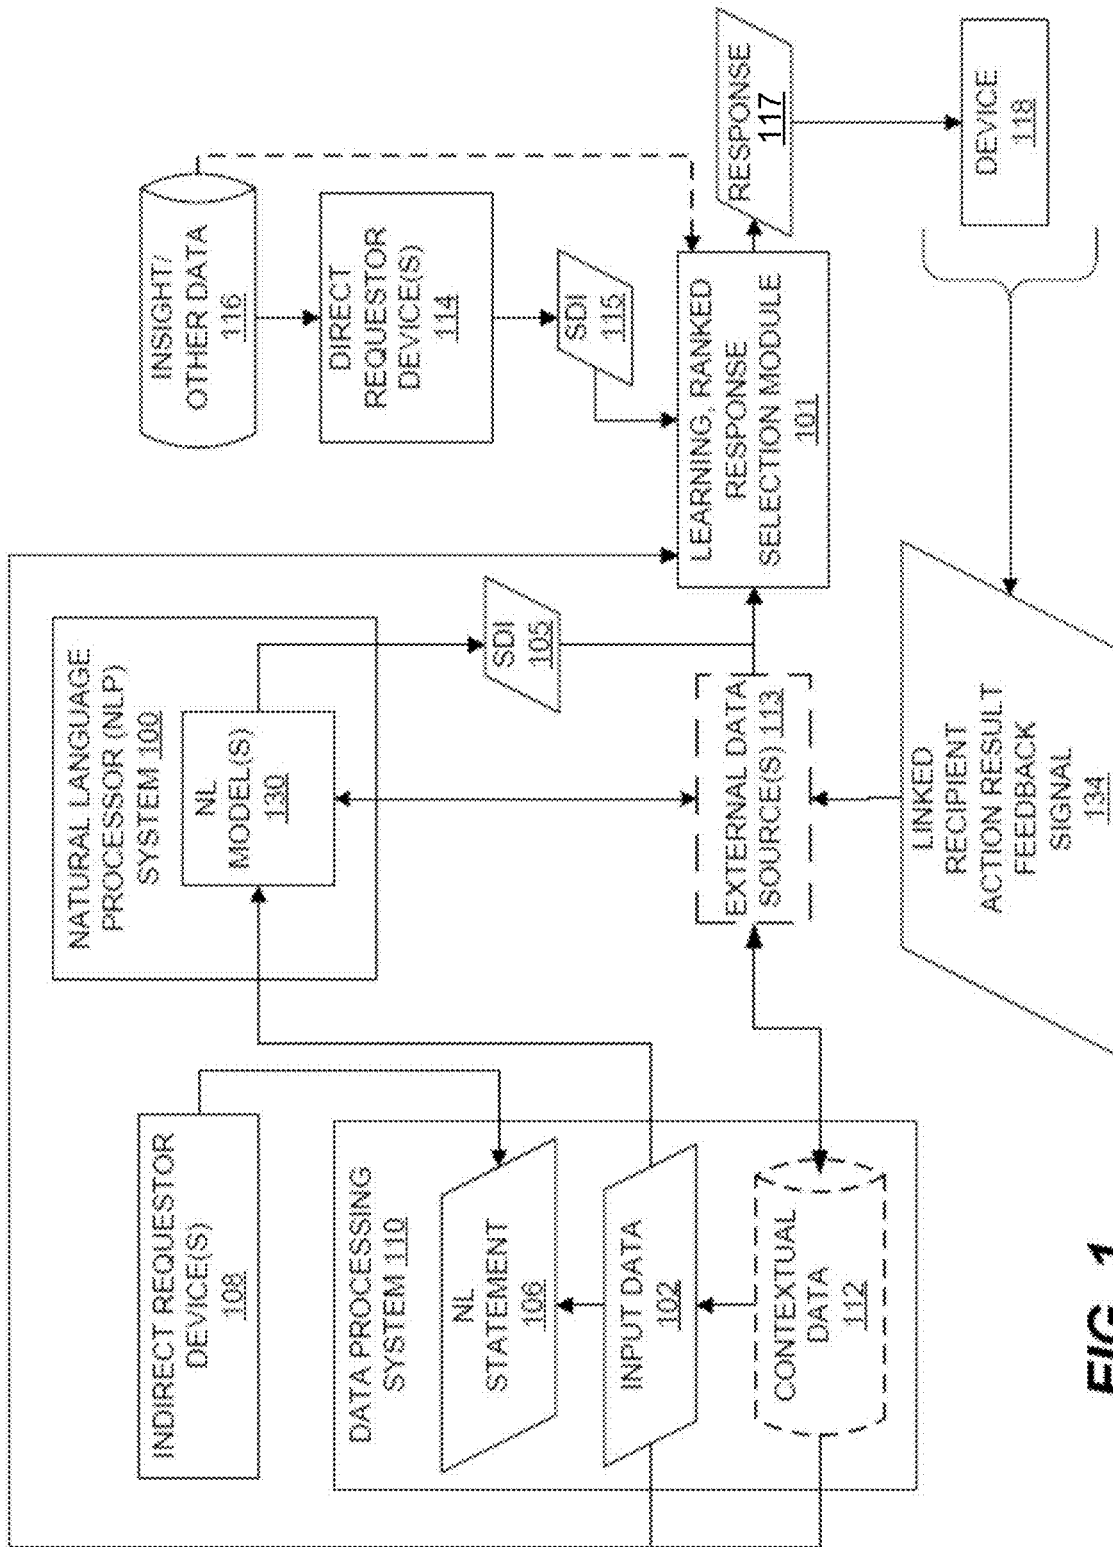 INDIRECT REQUESTOR
DEVICE(S)
108
DATA PROCESSING
SYSTEM 110
NL
STATEMENT
106
INPUT DATA
102
CONTEXTUAL
DATA
112
NATURAL LANGUAGE
PROCESSOR (NLP)
SYSTEM 100
NL
MODEL(S)
130
SDI
105
EXTERNAL DATA
SOURCE(S) 113
LINKED
RECIPIENT
ACTION RESULT
FEEDBACK
SIGNAL
134
INSIGHT/
OTHER DATA
116
DIRECT
REQUESTOR
DEVICE(S)
114
SDI
115
LEARNING, RANKED
RESPONSE
SELECTION MODULE
101
RESPONSE
117
DEVICE
118
FIG. 1